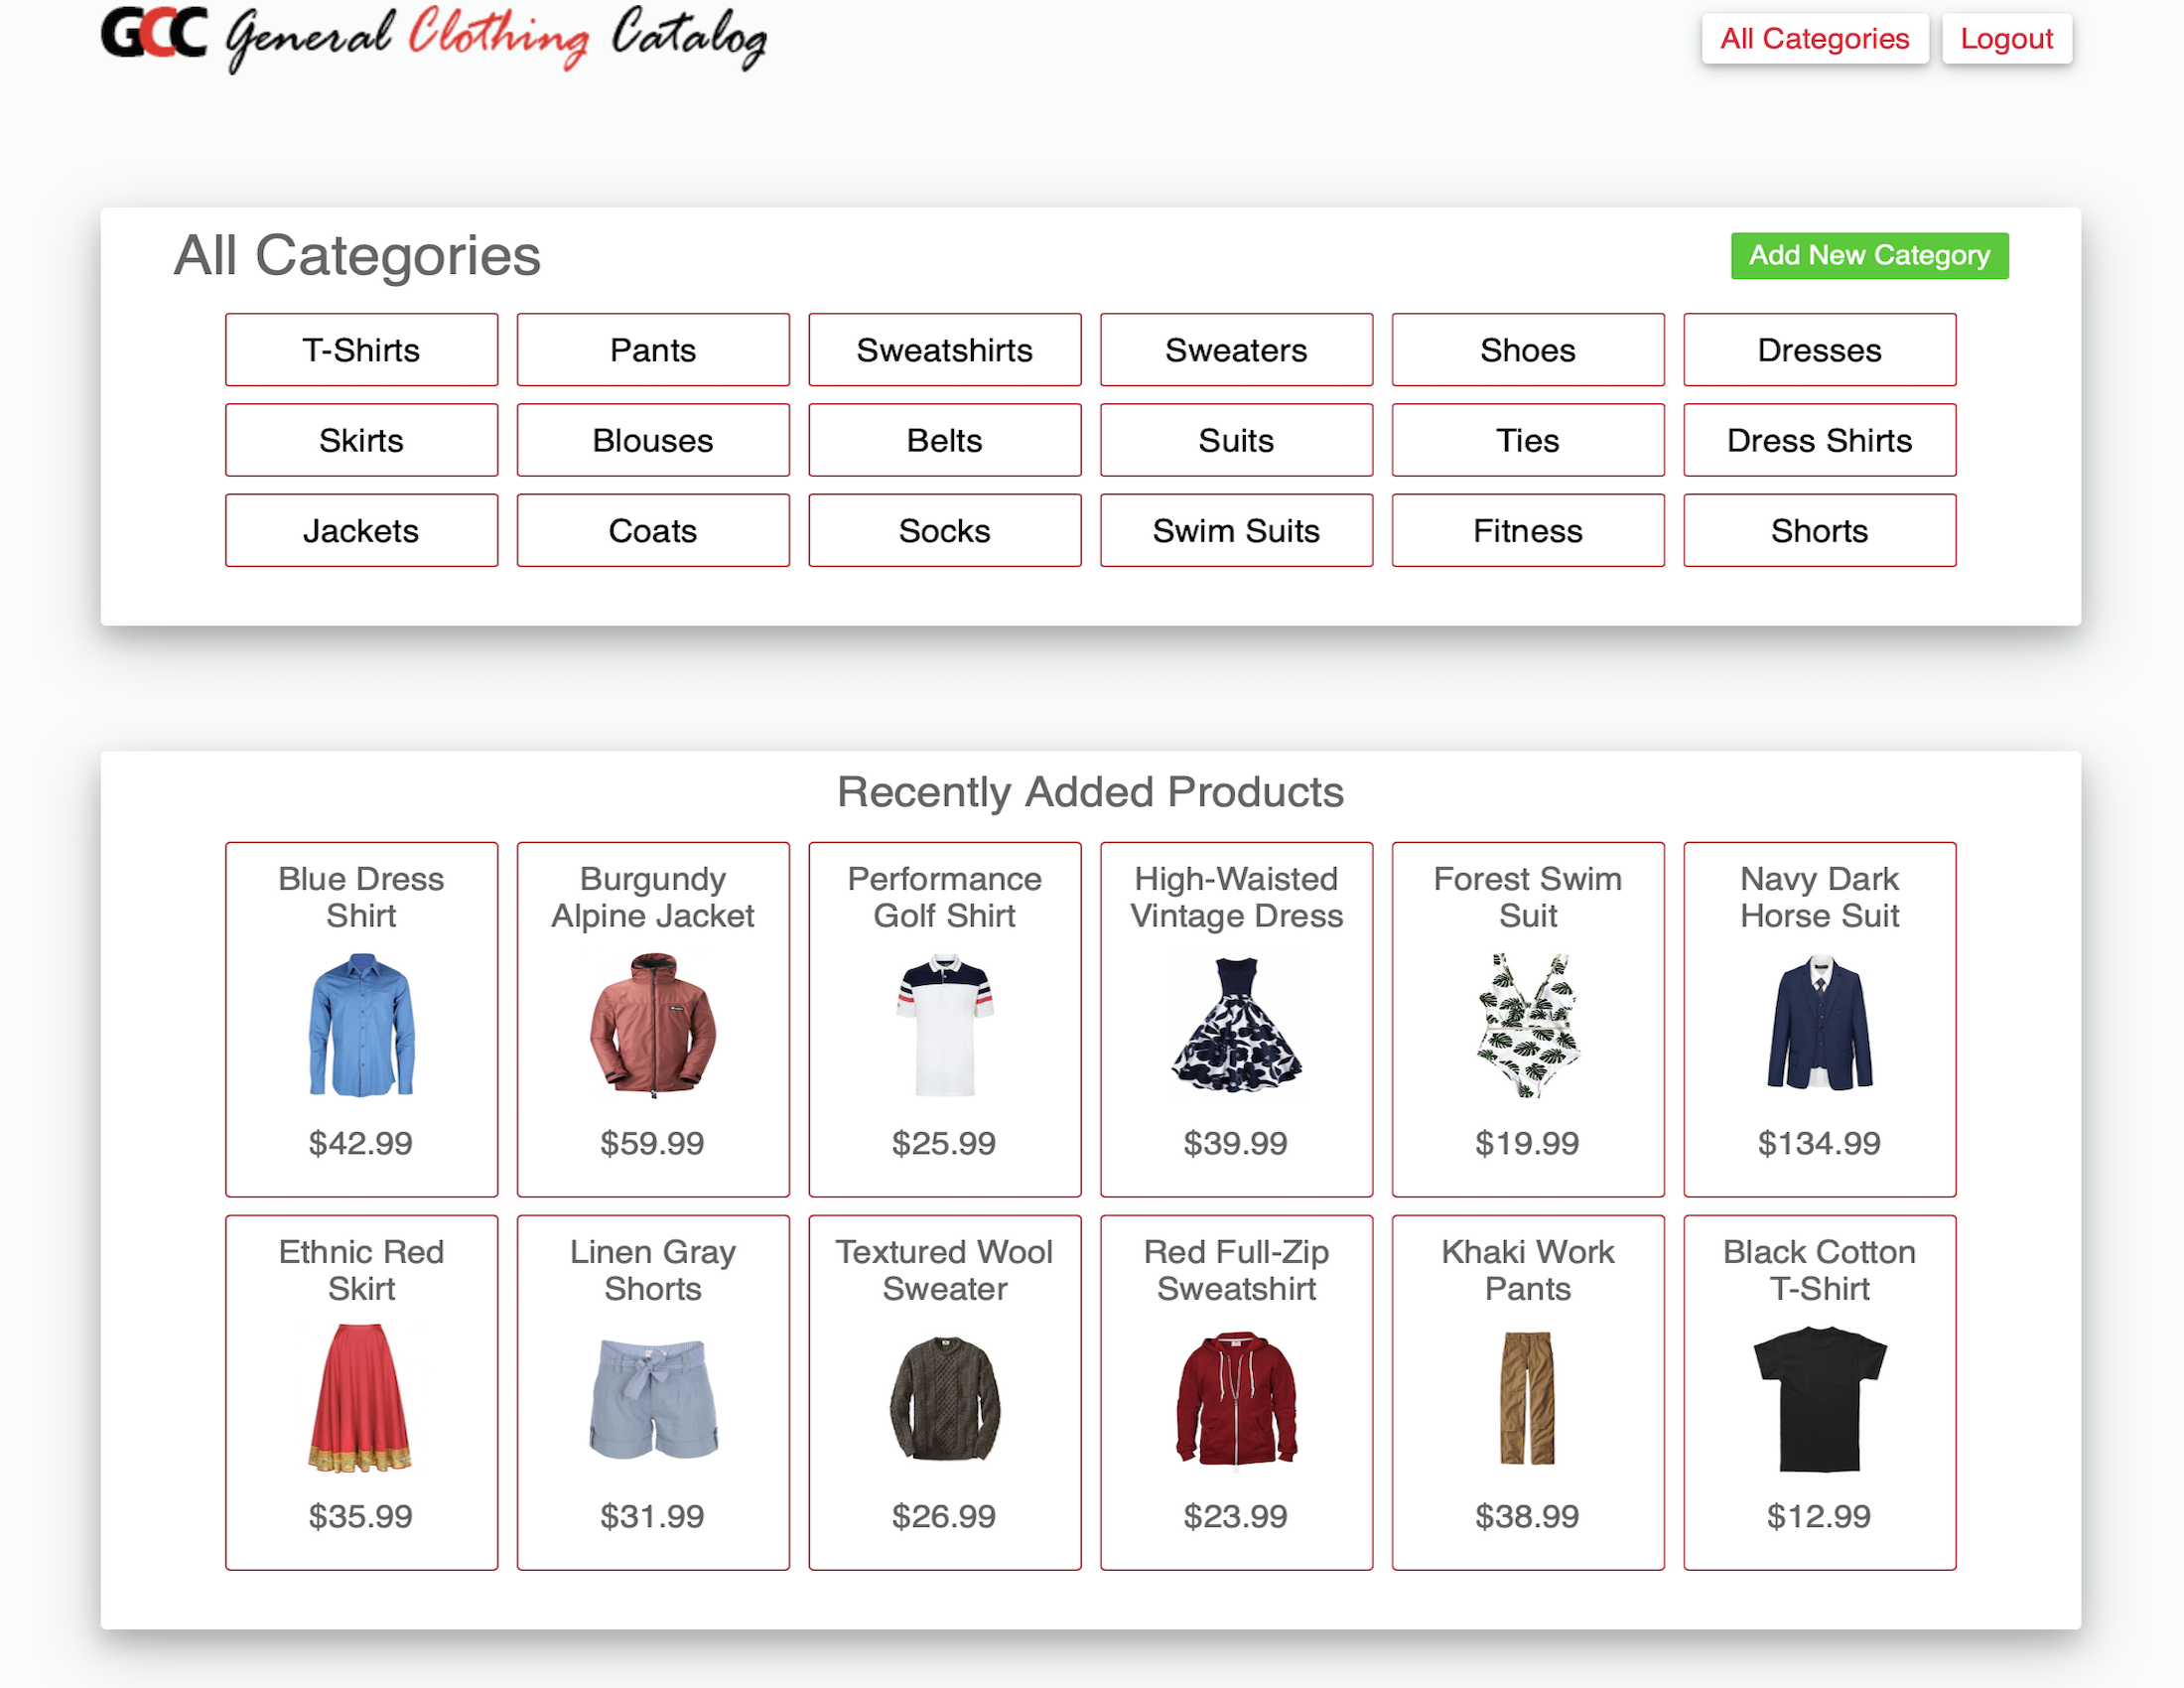 GCC General Clothing Catalog
All Categories
Logout
All Categories
Add New Category
T-Shirts
Pants
Sweatshirts
Sweaters
Shoes
Dresses
Skirts
Blouses
Belts
Suits
Ties
Dress Shirts
Jackets
Coats
Socks
Swim Suits
Fitness
Shorts
Recently Added Products
Blue Dress
Shirt
$42.99
Burgundy
Alpine Jacket
$59.99
Performance
Golf Shirt
$25.99
High-Waisted
Vintage Dress
$39.99
Forest Swim
Suit
$19.99
Navy Dark
Horse Suit
$134.99
Ethnic Red
Skirt
$35.99
Linen Gray
Shorts
$31.99
Textured Wool
Sweater
$26.99
Red Full-Zip
Sweatshirt
$23.99
Khaki Work
Pants
$38.99
Black Cotton
T-Shirt
$12.99